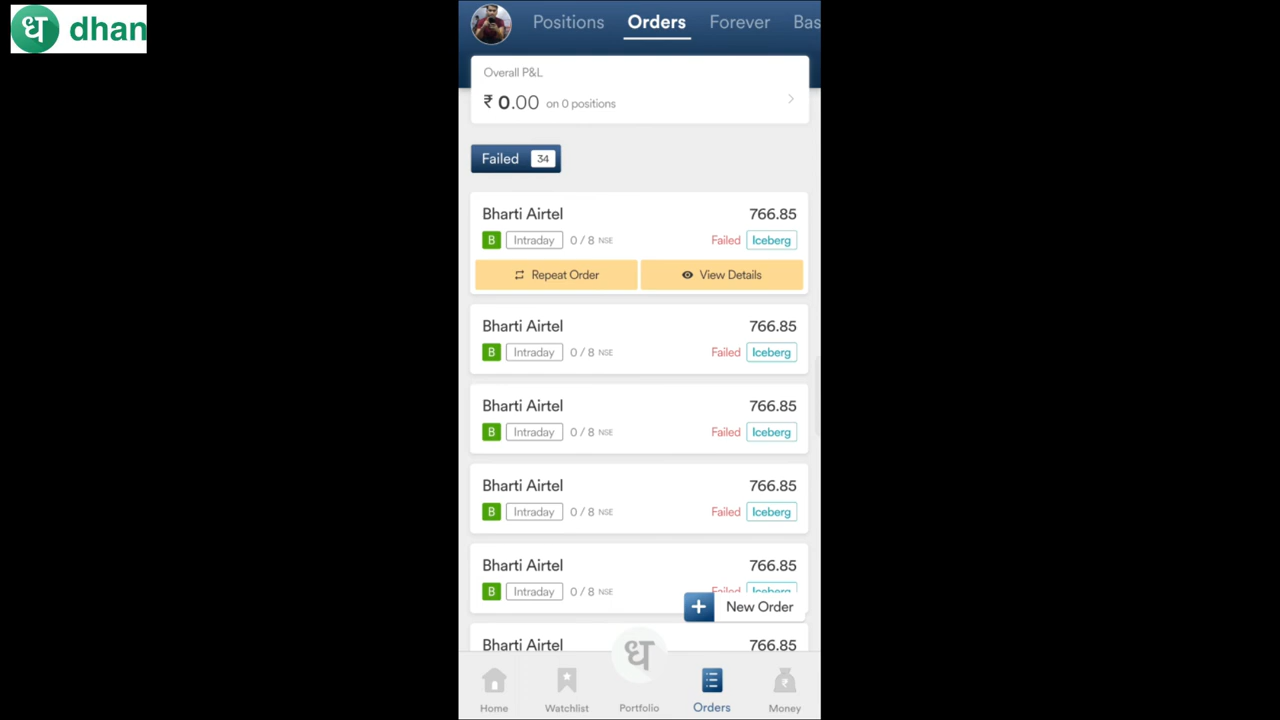 ध dhan
Positions Orders Forever Bas
Overall P&L
₹ 0.00 on 0 positions
Failed 34
Bharti Airtel 766.85
B Intraday 0 / 8 NSE Failed Iceberg
Repeat Order View Details
Bharti Airtel 766.85
B Intraday 0 / 8 NSE Failed Iceberg
Bharti Airtel 766.85
B Intraday 0 / 8 NSE Failed Iceberg
Bharti Airtel 766.85
B Intraday 0 / 8 NSE Failed Iceberg
Bharti Airtel 766.85
B Intraday 0 / 8 NSE Failed Iceberg
+ New Order
Bharti Airtel 766.85
ध
Home Watchlist Portfolio Orders Money